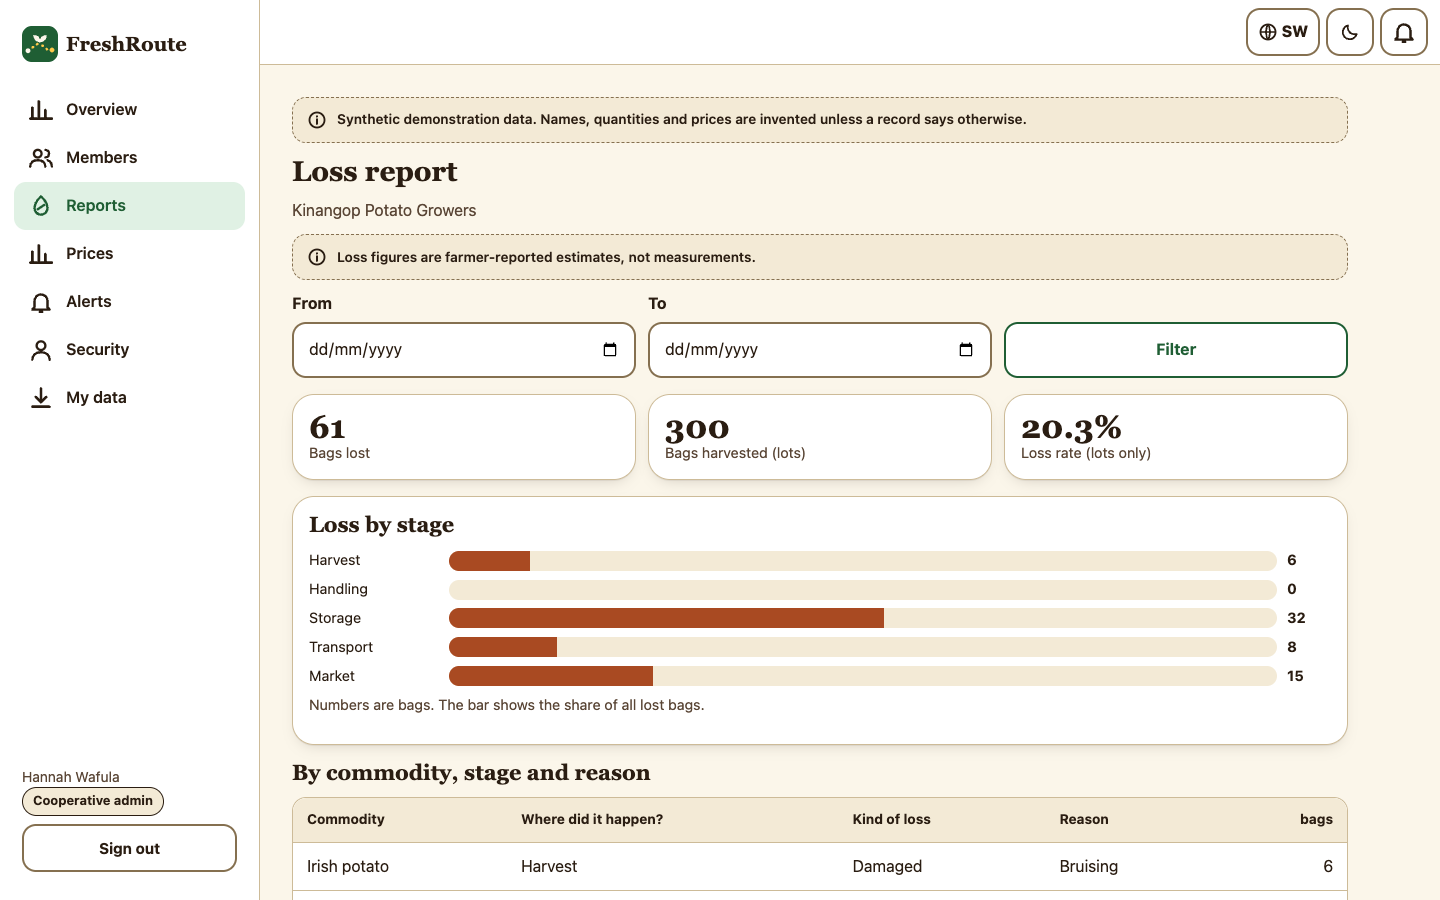 FreshRoute
SW
Overview
Members
Reports
Prices
Alerts
Security
My data
Hannah Wafula
Cooperative admin
Sign out
Synthetic demonstration data. Names, quantities and prices are invented unless a record says otherwise.
Loss report
Kinangop Potato Growers
Loss figures are farmer-reported estimates, not measurements.
From
To
dd/mm/yyyy
dd/mm/yyyy
Filter
61
Bags lost
300
Bags harvested (lots)
20.3%
Loss rate (lots only)
Loss by stage
Harvest 6
Handling 0
Storage 32
Transport 8
Market 15
Numbers are bags. The bar shows the share of all lost bags.
By commodity, stage and reason
Commodity Where did it happen? Kind of loss Reason bags
Irish potato Harvest Damaged Bruising 6